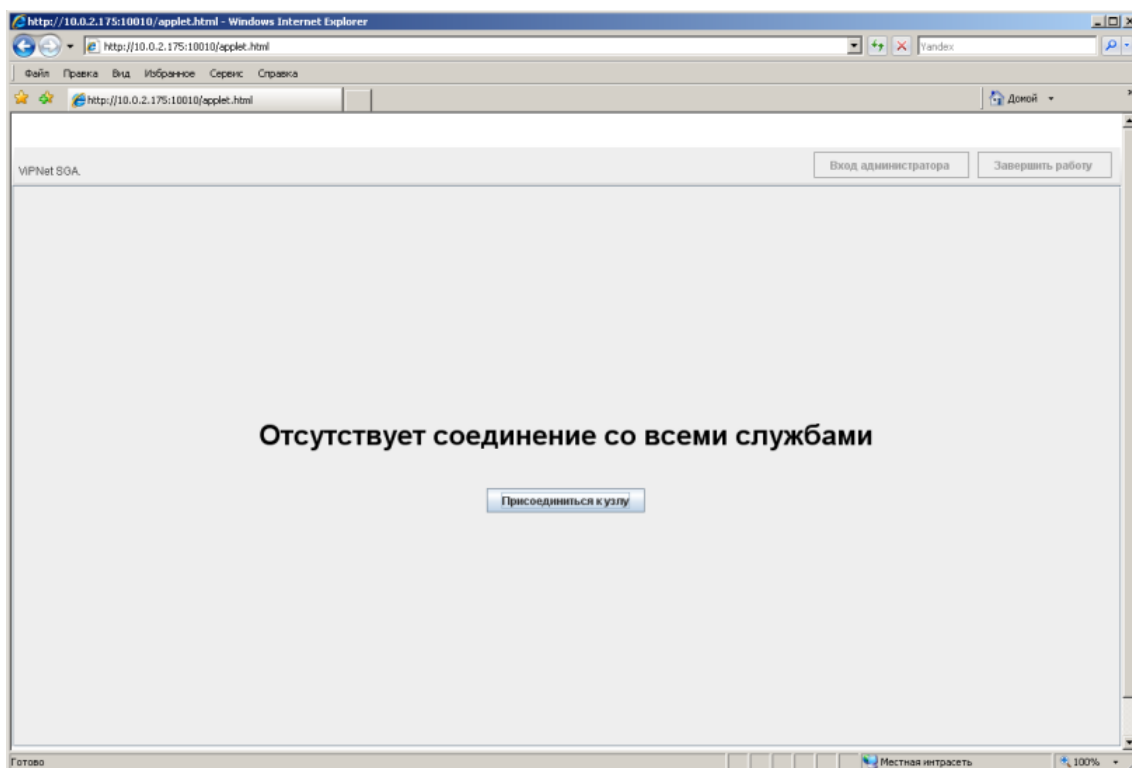 http://10.0.2.175:10010/applet.html - Windows Internet Explorer
http://10.0.2.175:10010/applet.html Yandex
Файл Правка Вид Избранное Сервис Справка
http://10.0.2.175:10010/applet.html Домой
ViPNet SGA. Вход администратора Завершить работу
Отсутствует соединение со всеми службами
Присоединиться к узлу
Готово Местная интрасеть 100%